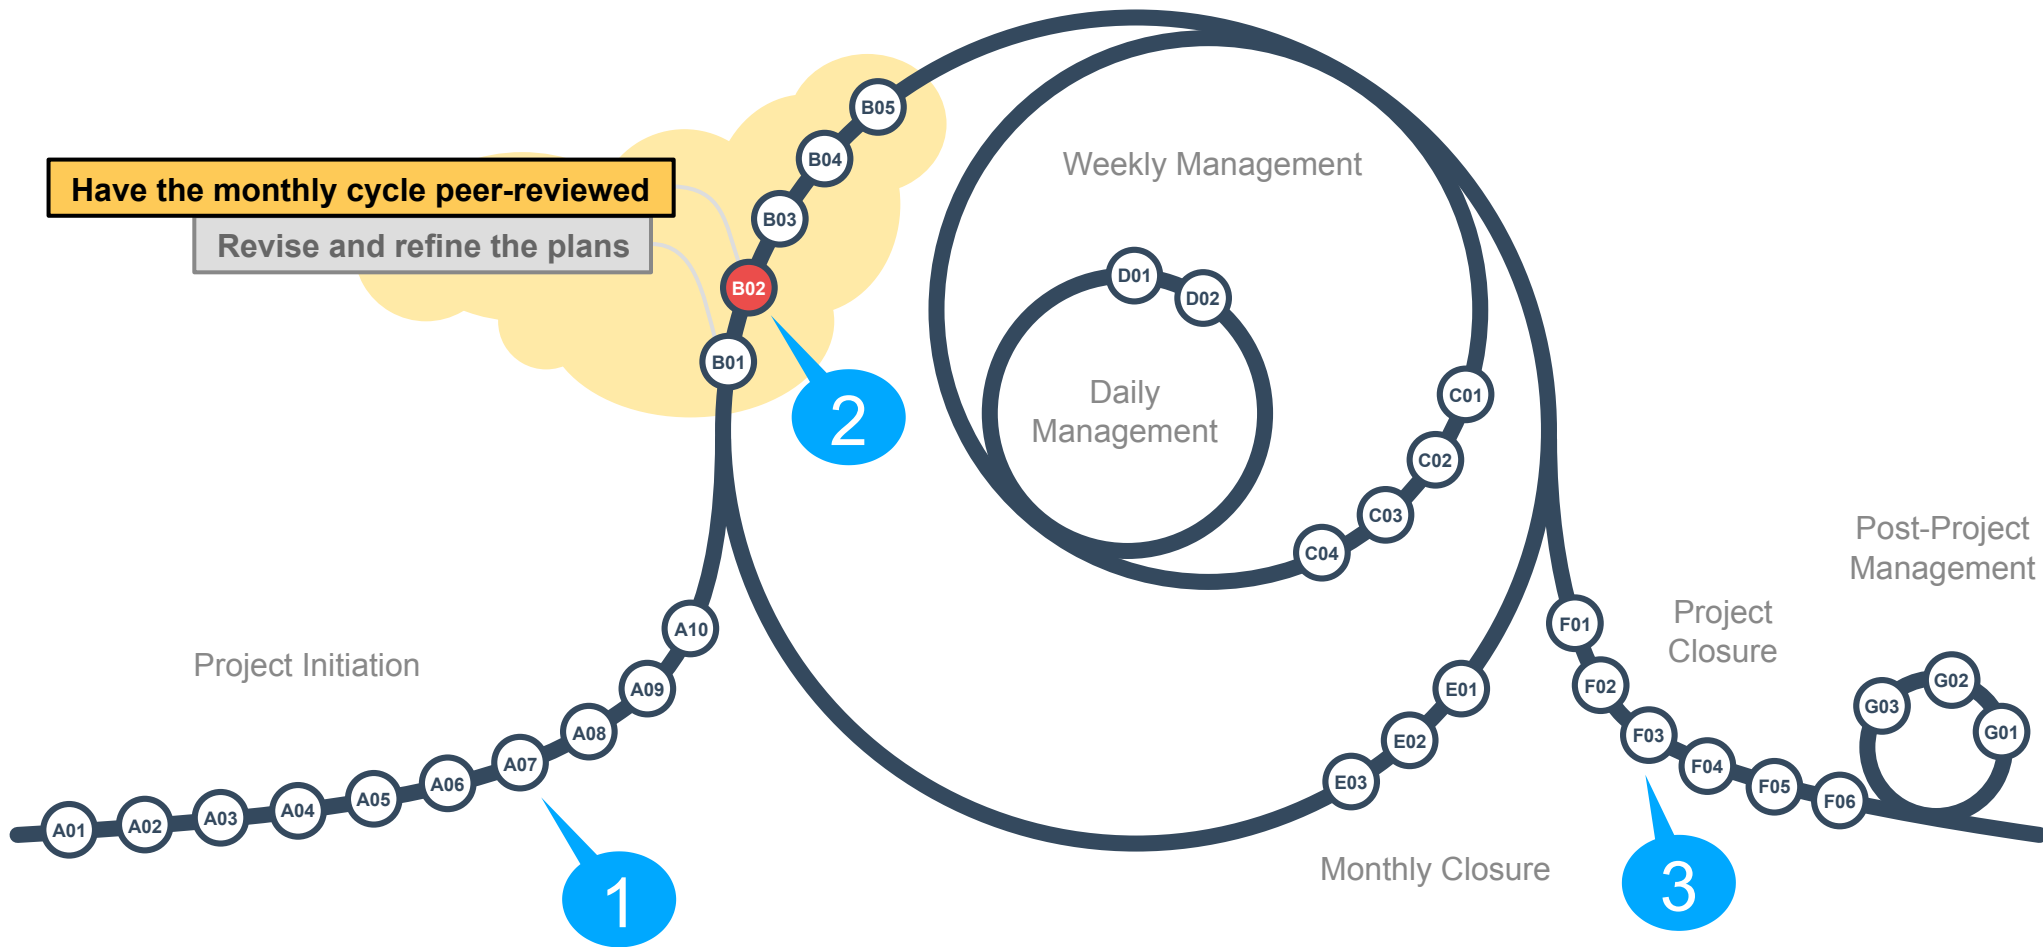 Have the monthly cycle peer-reviewed
Revise and refine the plans
B05
B04
B03
B02
B01
2
Weekly Management
D01
D02
Daily
Management
C01
C02
C03
C04
Project Initiation
A01
A02
A03
A04
A05
A06
A07
A08
A09
A10
1
E01
E02
E03
Monthly Closure
Project
Closure
F01
F02
F03
F04
F05
F06
3
Post-Project
Management
G03
G02
G01